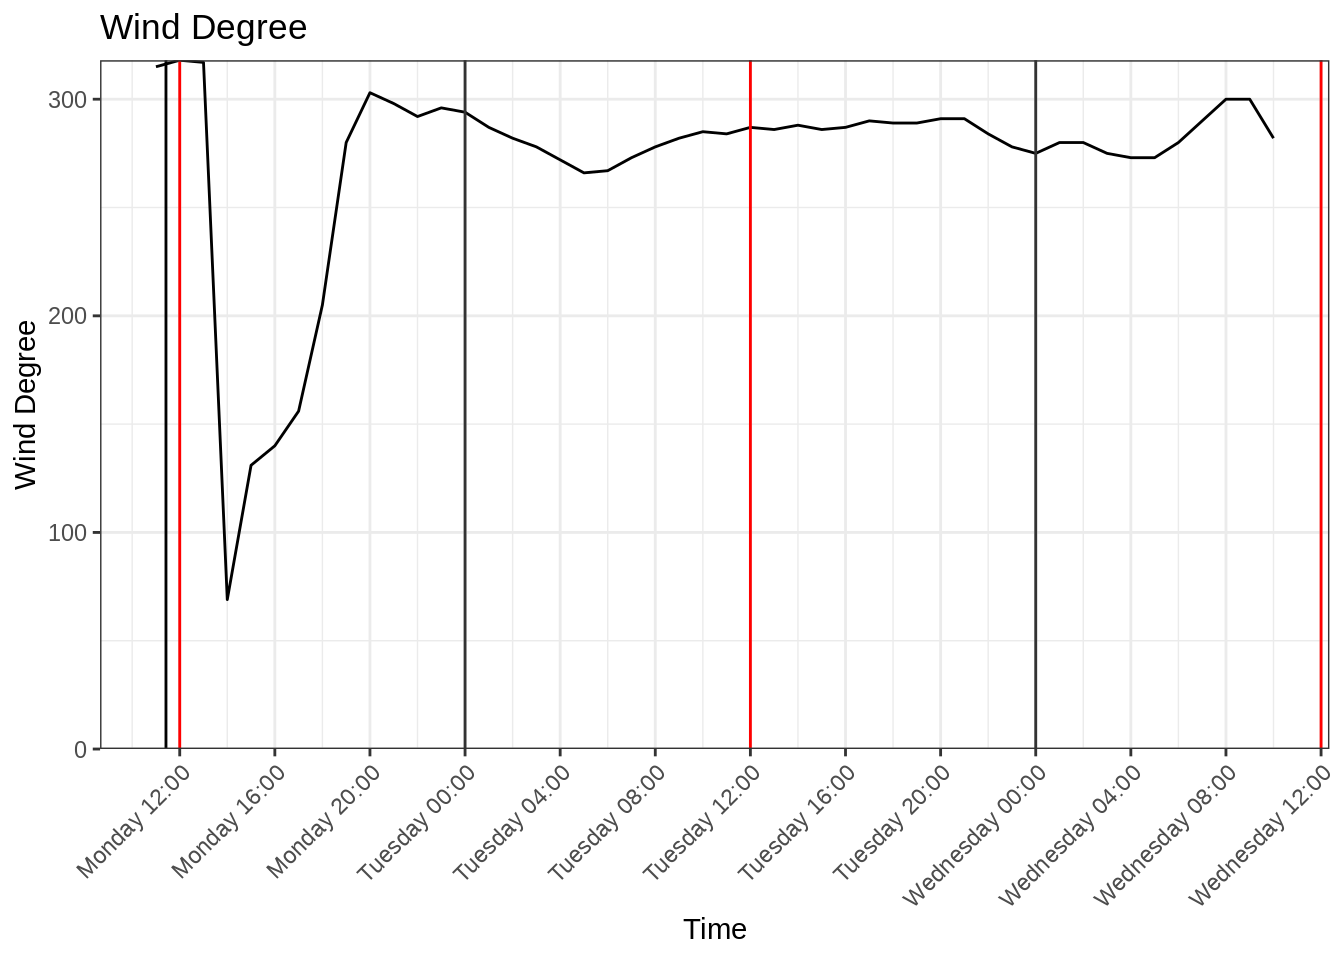 Wind Degree
Wind Degree
300
200
100
0
Monday 12:00
Monday 16:00
Monday 20:00
Tuesday 00:00
Tuesday 04:00
Tuesday 08:00
Tuesday 12:00
Tuesday 16:00
Tuesday 20:00
Wednesday 00:00
Wednesday 04:00
Wednesday 08:00
Wednesday 12:00
Time